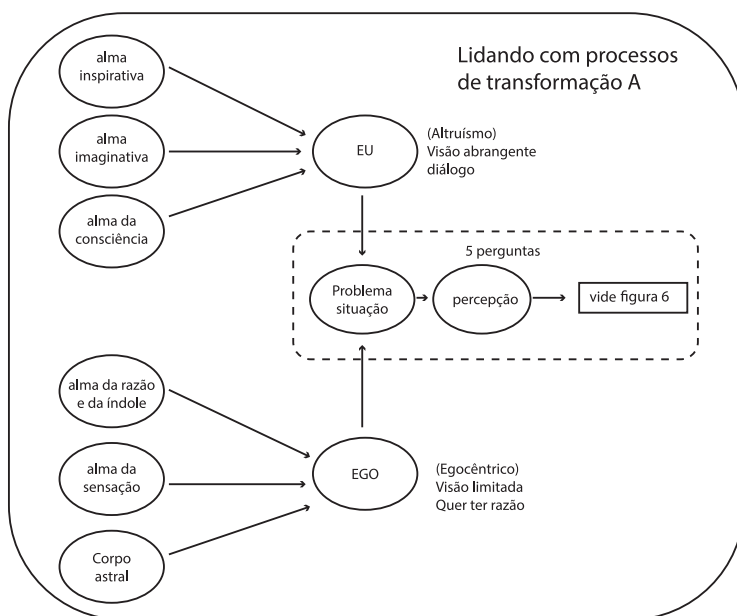 Lidando com processos
de transformação A
alma
inspirativa
alma
imaginativa
alma da
consciência
EU
(Altruísmo)
Visão abrangente
diálogo
5 perguntas
Problema
situação
percepção
vide figura 6
alma da razão
e da índole
alma da
sensação
Corpo
astral
EGO
(Egocêntrico)
Visão limitada
Quer ter razão